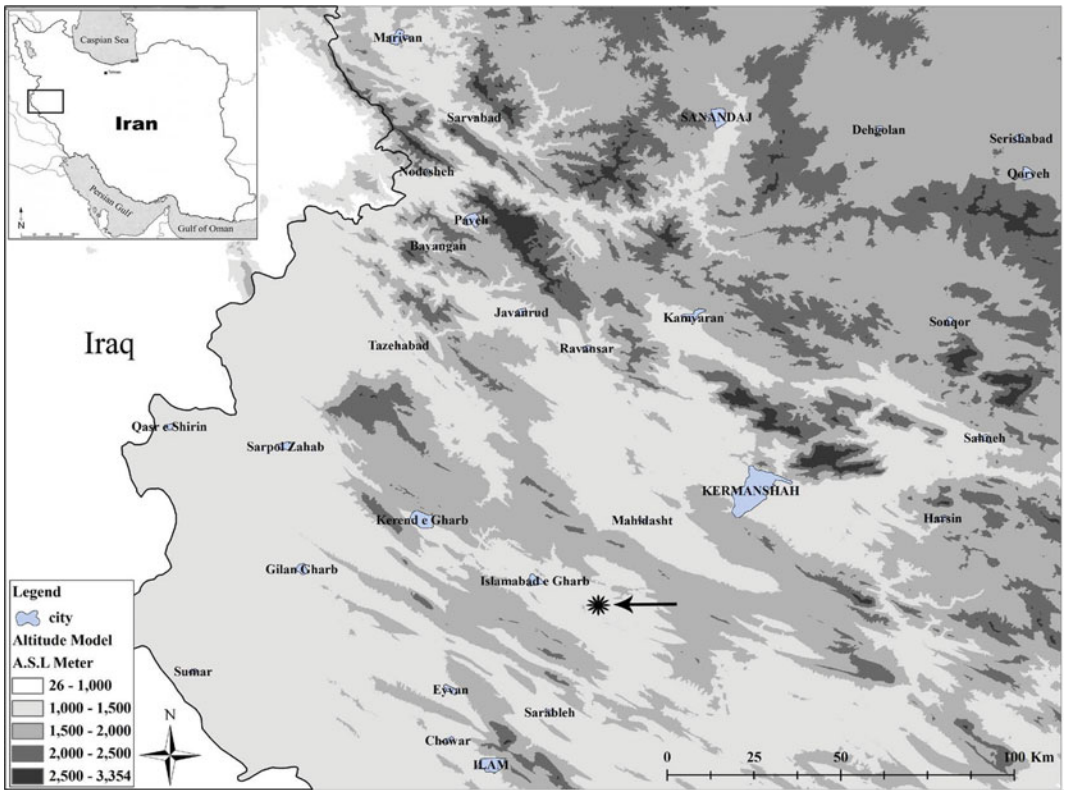 Caspian Sea
Tehran
Iran
Persian Gulf
Gulf of Oman
N
Marivan
Sarvabad
SANANDAJ
Dehgolan
Serishabad
Qorveh
Nodesheh
Paveh
Bayangan
Javanrud
Kamyaran
Sonqor
Iraq
Tazehabad
Ravansar
Qasr e Shirin
Sarpol Zahab
Sahneh
KERMANSHAH
Kerend e Gharb
Mahidasht
Harsin
Gilan Gharb
Islamabad e Gharb
Sumar
Eyvan
Sarableh
Chowar
ILAM
Legend
city
Altitude Model
A.S.L Meter
26 - 1,000
1,000 - 1,500
1,500 - 2,000
2,000 - 2,500
2,500 - 3,354
N
0 25 50 100 Km